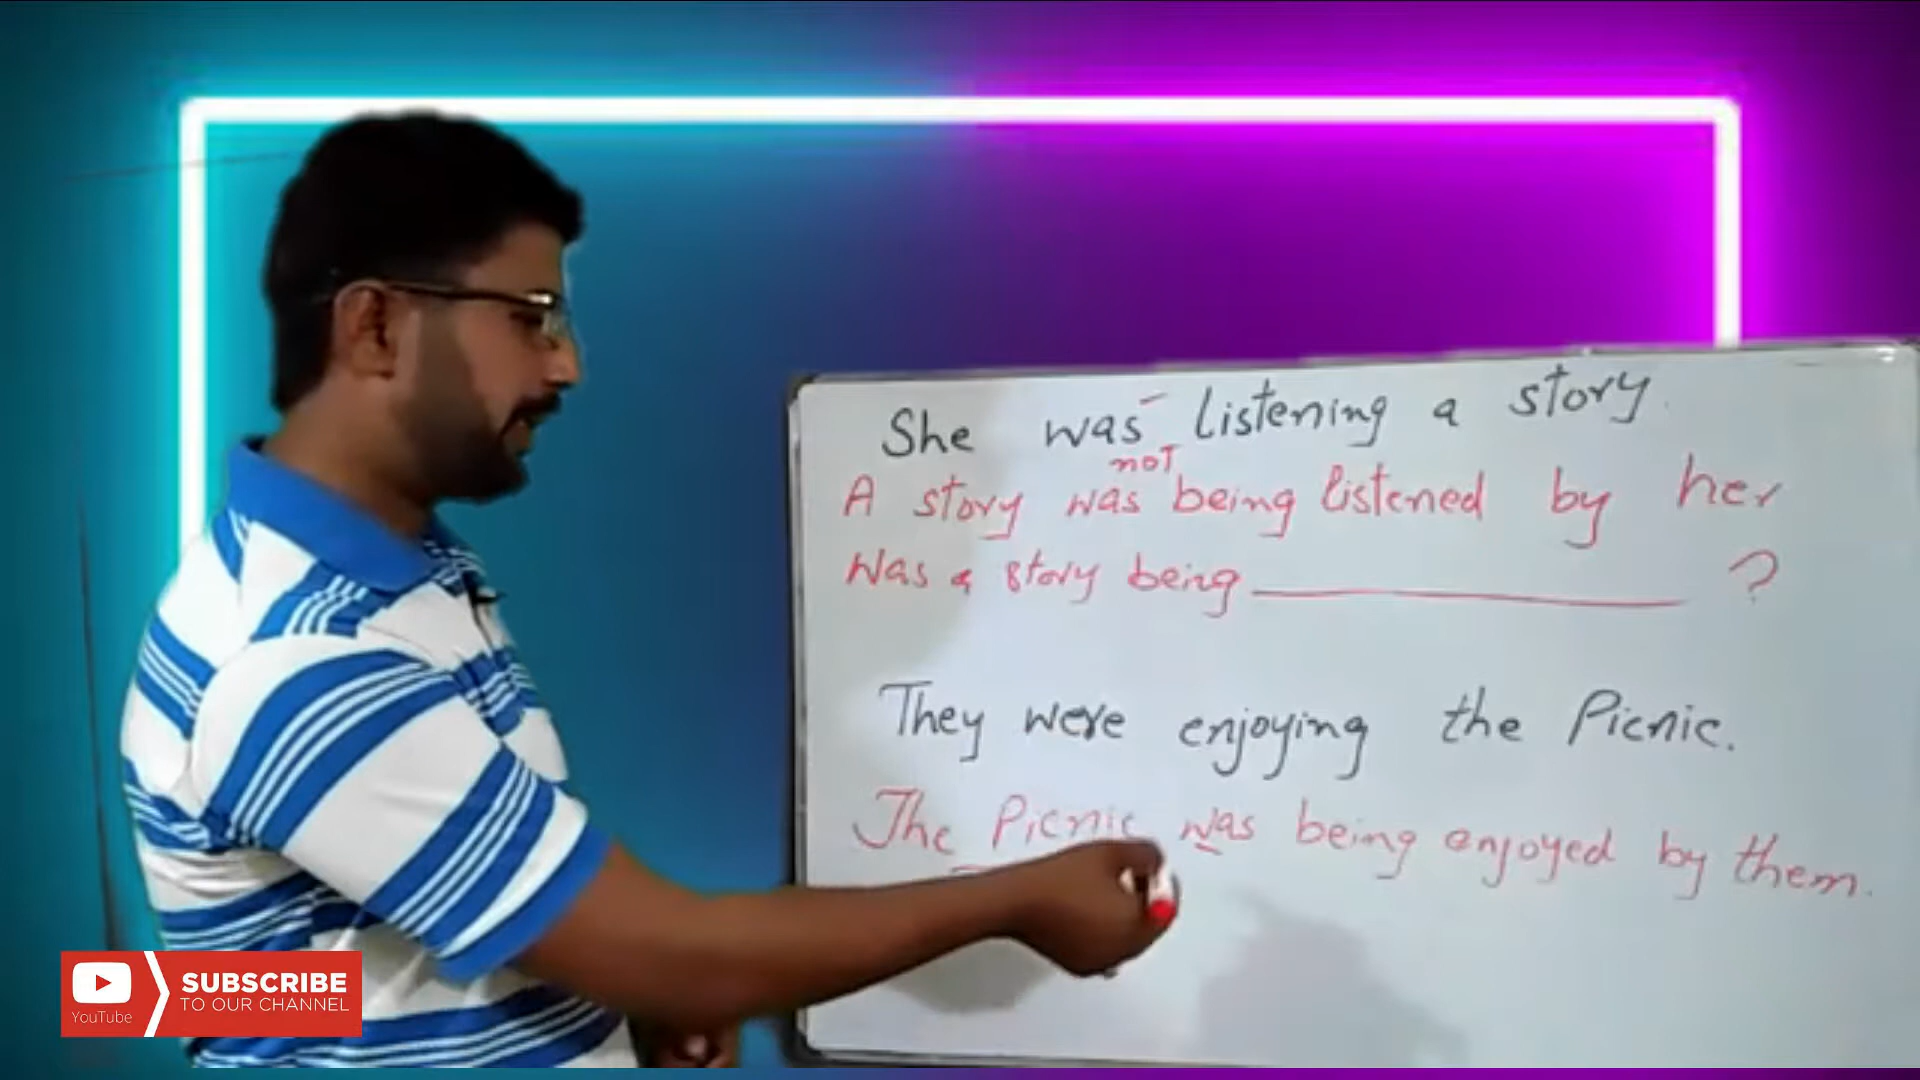 She was listening a story.
not
A story was being listened by her
Was a story being ___________ ?
They were enjoying the Picnic.
The Picnic was being enjoyed by them.
SUBSCRIBE
TO OUR CHANNEL
YouTube